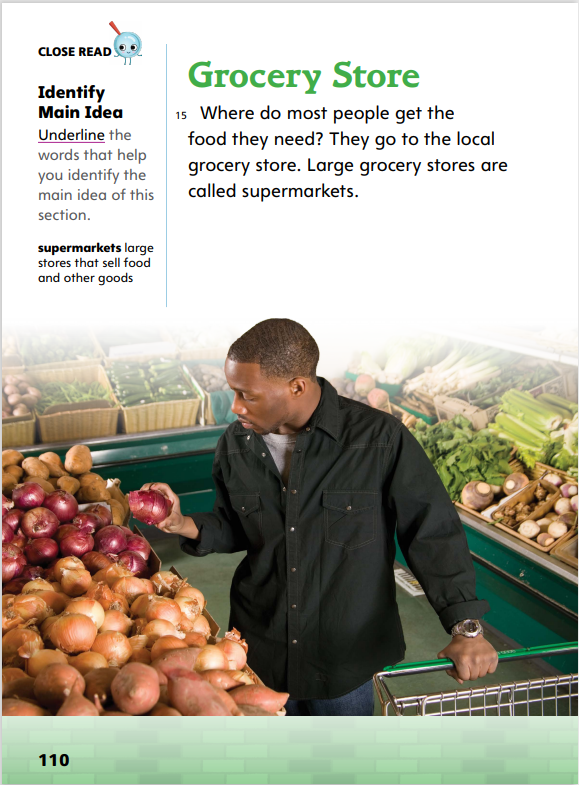 CLOSE READ
Identify
Main Idea
Underline the
words that help
you identify the
main idea of this
section.
supermarkets large
stores that sell food
and other goods
Grocery Store
15 Where do most people get the
food they need? They go to the local
grocery store. Large grocery stores are
called supermarkets.
110